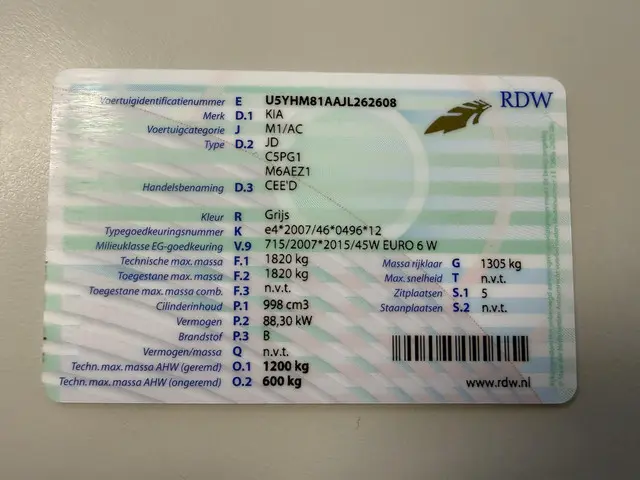 RDW
Voertuigidentificatienummer E U5YHM81AAJL262608
Merk D.1 KIA
Voertuigcategorie J M1/AC
Type D.2 JD
C5PG1
M6AEZ1
Handelsbenaming D.3 CEE'D
Kleur R Grijs
Typegoedkeuringsnummer K e4*2007/46*0496*12
Milieuklasse EG-goedkeuring V.9 715/2007*2015/45W EURO 6 W
Technische max. massa F.1 1820 kg Massa rijklaar G 1305 kg
Toegestane max. massa F.2 1820 kg Max. snelheid T n.v.t.
Toegestane max. massa comb. F.3 n.v.t. Zitplaatsen S.1 5
Cilinderinhoud P.1 998 cm3 Staanplaatsen S.2 n.v.t.
Vermogen P.2 88,30 kW
Brandstof P.3 B
Vermogen/massa Q n.v.t.
Techn. max. massa AHW (geremd) O.1 1200 kg
Techn. max. massa AHW (ongeremd) O.2 600 kg
www.rdw.nl